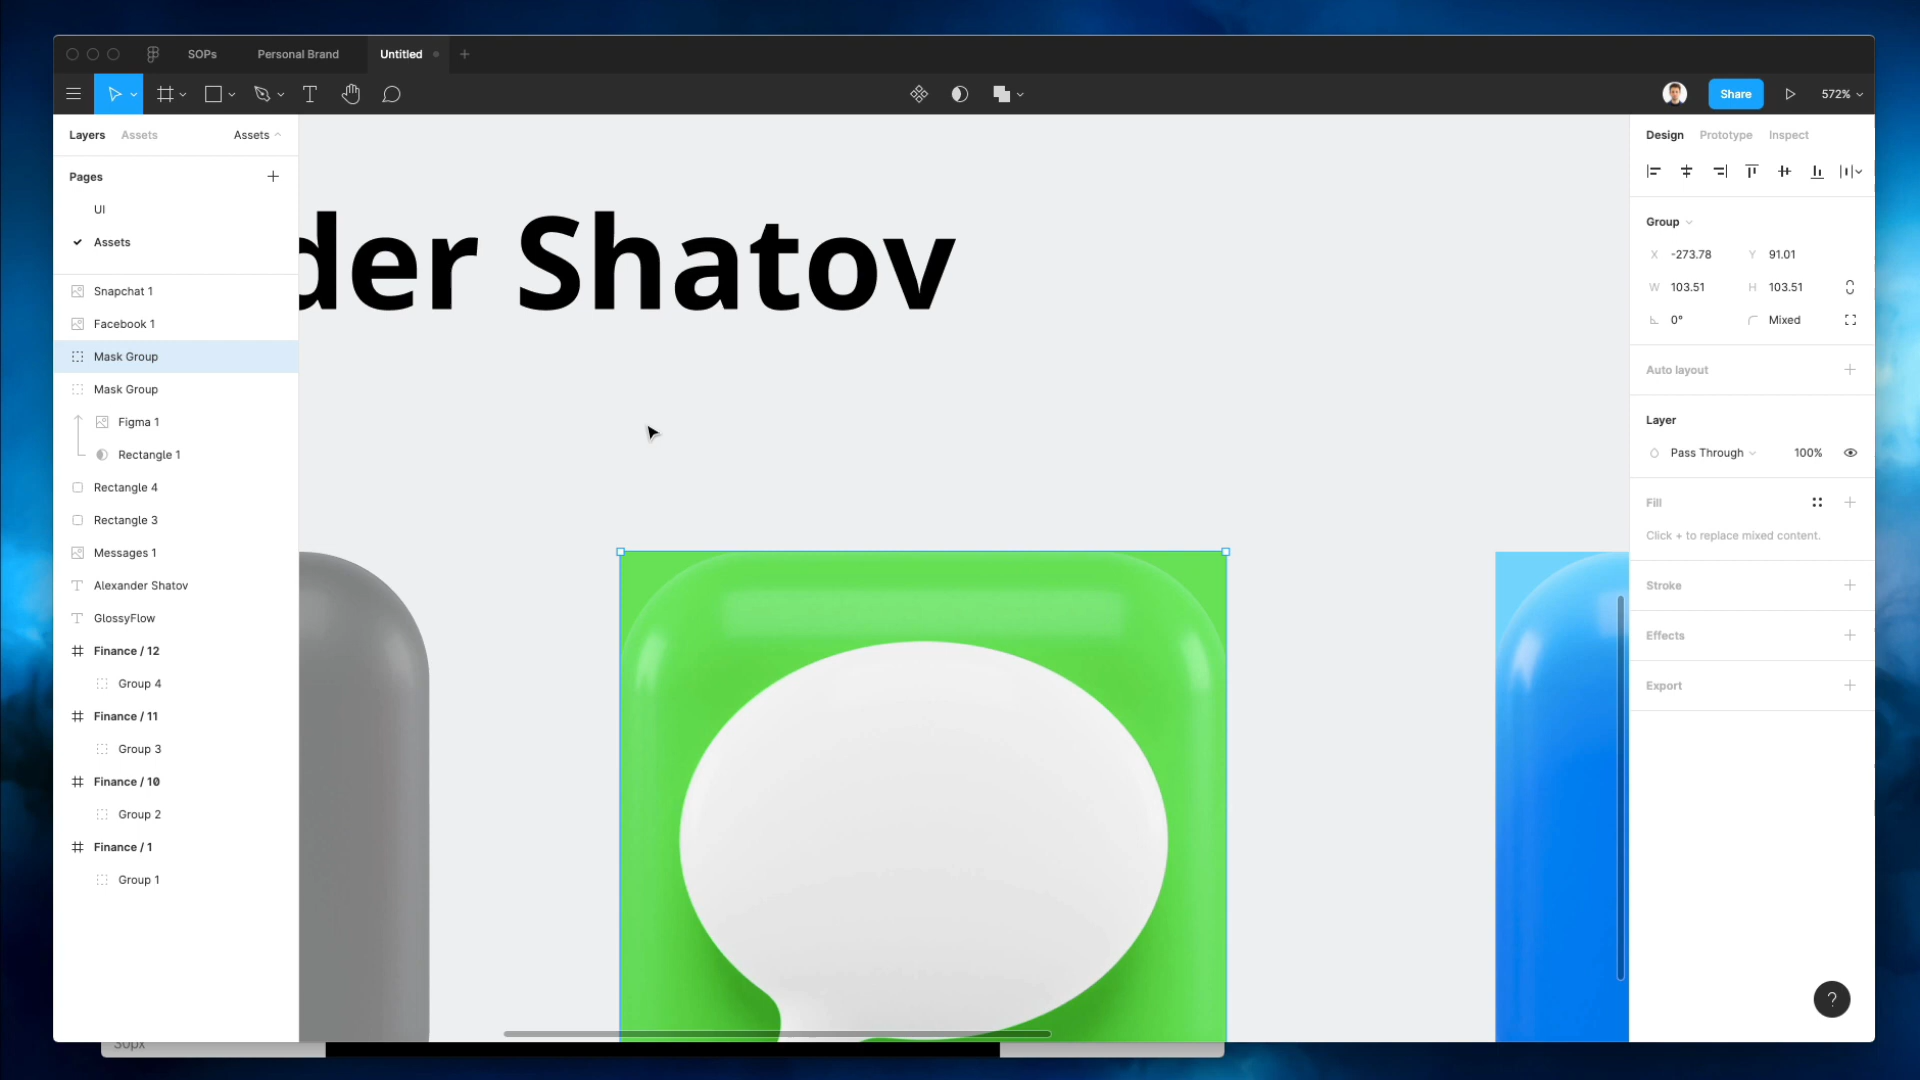 SOPs
Personal Brand
Untitled
Share
572%
Layers
Assets
Assets
Pages
UI
Assets
Snapchat 1
Facebook 1
Mask Group
Mask Group
Figma 1
Rectangle 1
Rectangle 4
Rectangle 3
Messages 1
Alexander Shatov
GlossyFlow
Finance / 12
Group 4
Finance / 11
Group 3
Finance / 10
Group 2
Finance / 1
Group 1
der Shatov
Design
Prototype
Inspect
Group
X -273.78 Y 91.01
W 103.51 H 103.51
0° Mixed
Auto layout
Layer
Pass Through 100%
Fill
Click + to replace mixed content.
Stroke
Effects
Export
?
30px